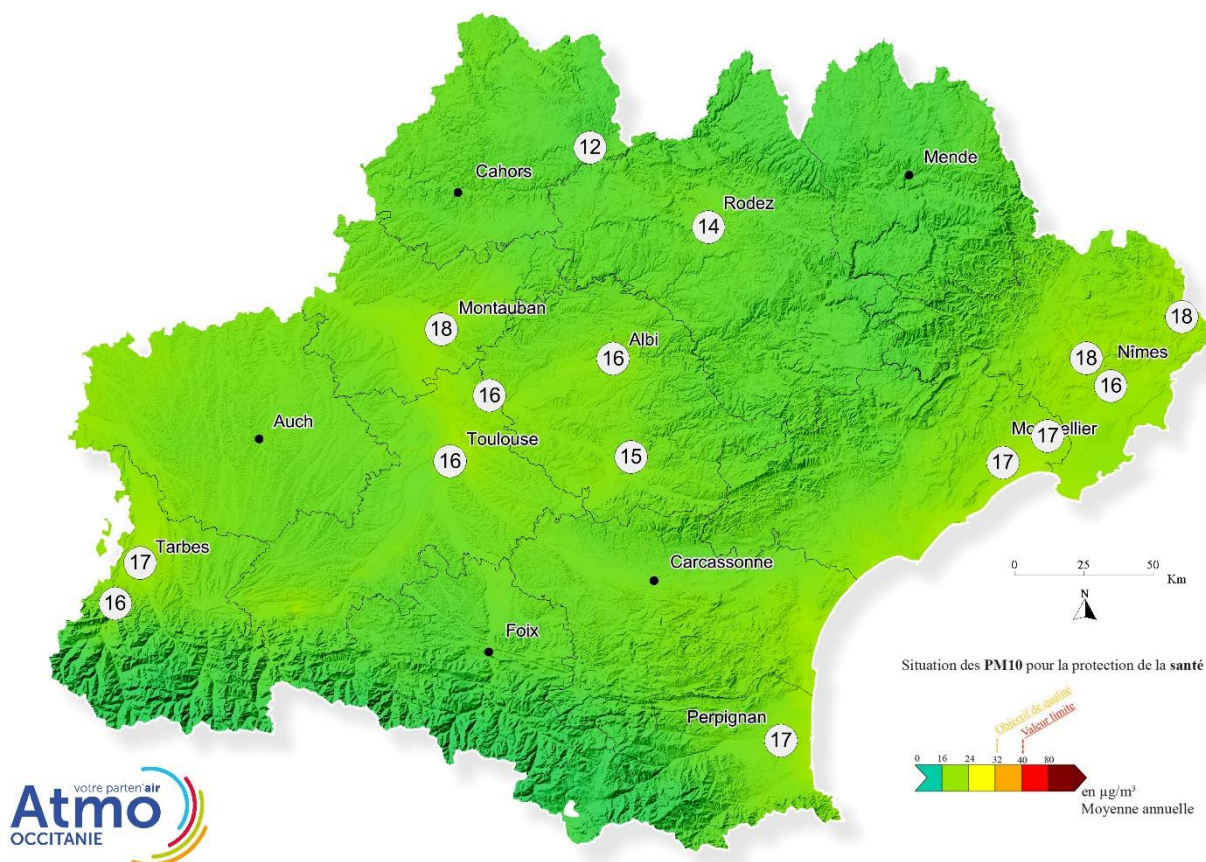 12
Cahors
Mende
Rodez
14
18
Montauban
18
Albi
16
18
Nîmes
16
16
Auch
Toulouse
16
15
17
17
Tarbes
17
16
Carcassonne
Foix
Perpignan
17
0 25 50
Km
N
Situation des PM10 pour la protection de la santé
Objectif de qualité
Valeur limite
0 16 24 32 40 80
en µg/m³
Moyenne annuelle
votre parten'air
Atmo
OCCITANIE